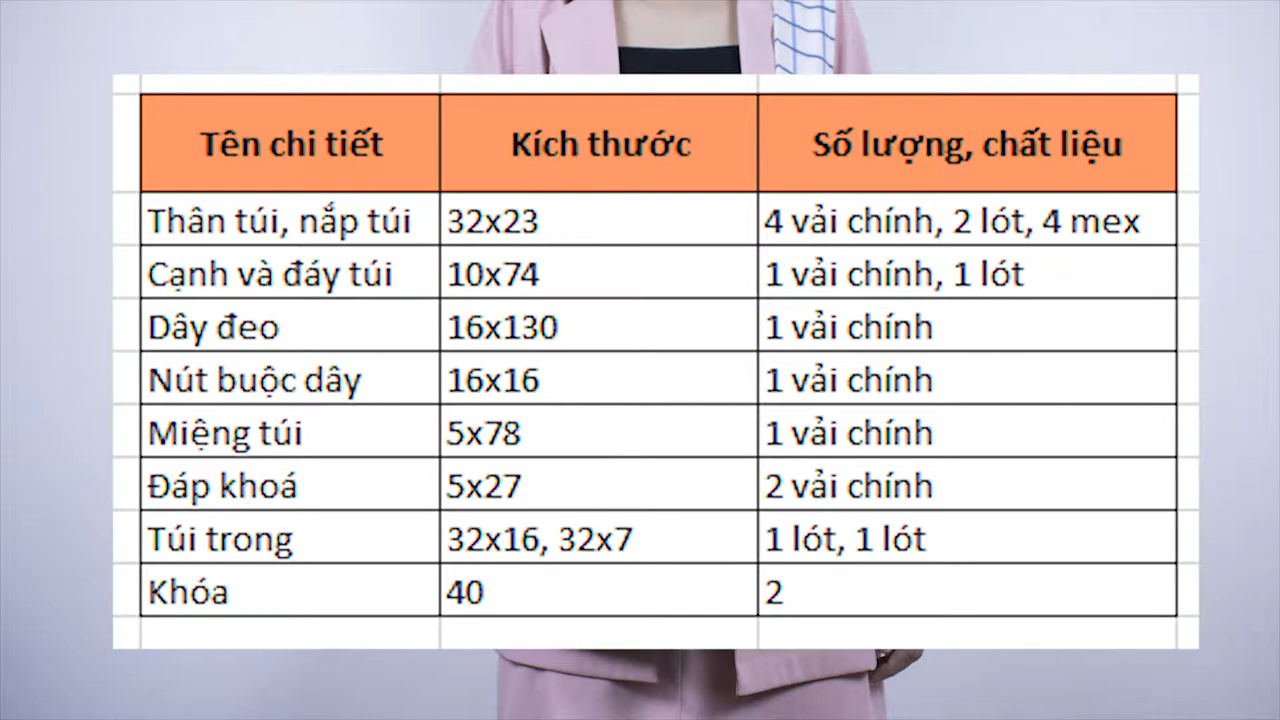 Tên chi tiết Kích thước Số lượng, chất liệu
Thân túi, nắp túi 32x23 4 vải chính, 2 lót, 4 mex
Cạnh và đáy túi 10x74 1 vải chính, 1 lót
Dây đeo 16x130 1 vải chính
Nút buộc dây 16x16 1 vải chính
Miệng túi 5x78 1 vải chính
Đáp khoá 5x27 2 vải chính
Túi trong 32x16, 32x7 1 lót, 1 lót
Khóa 40 2